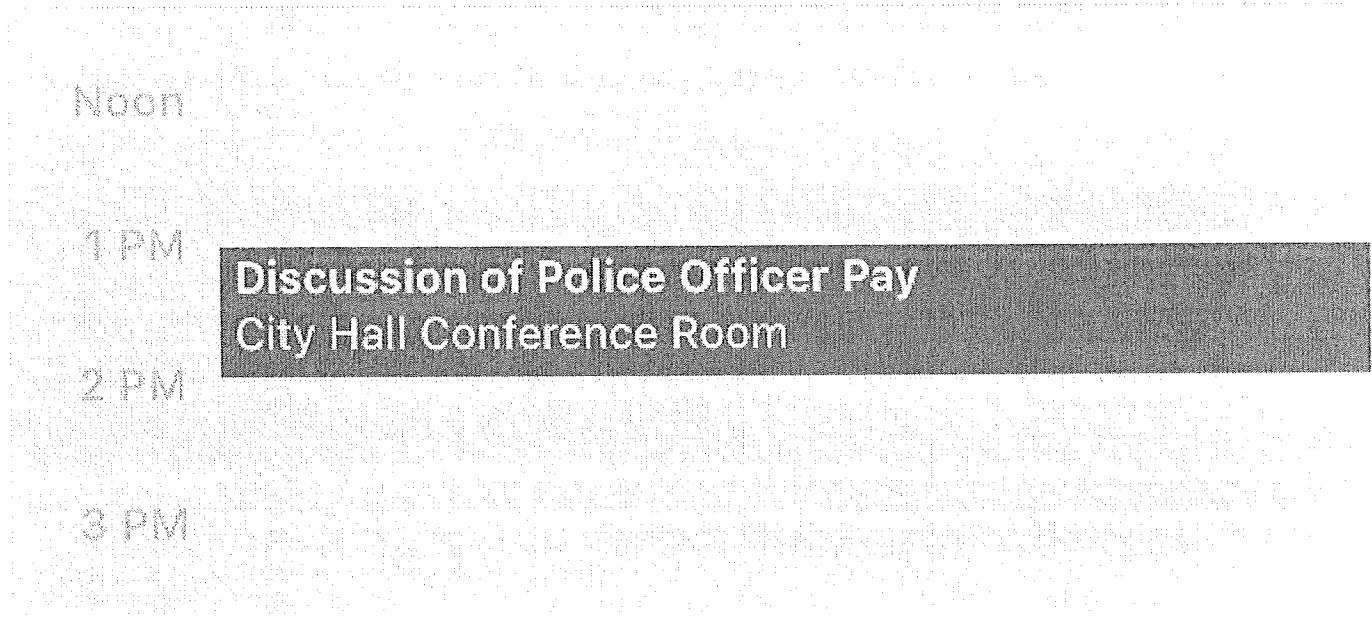 Noon
1 PM
Discussion of Police Officer Pay
City Hall Conference Room
2 PM
3 PM